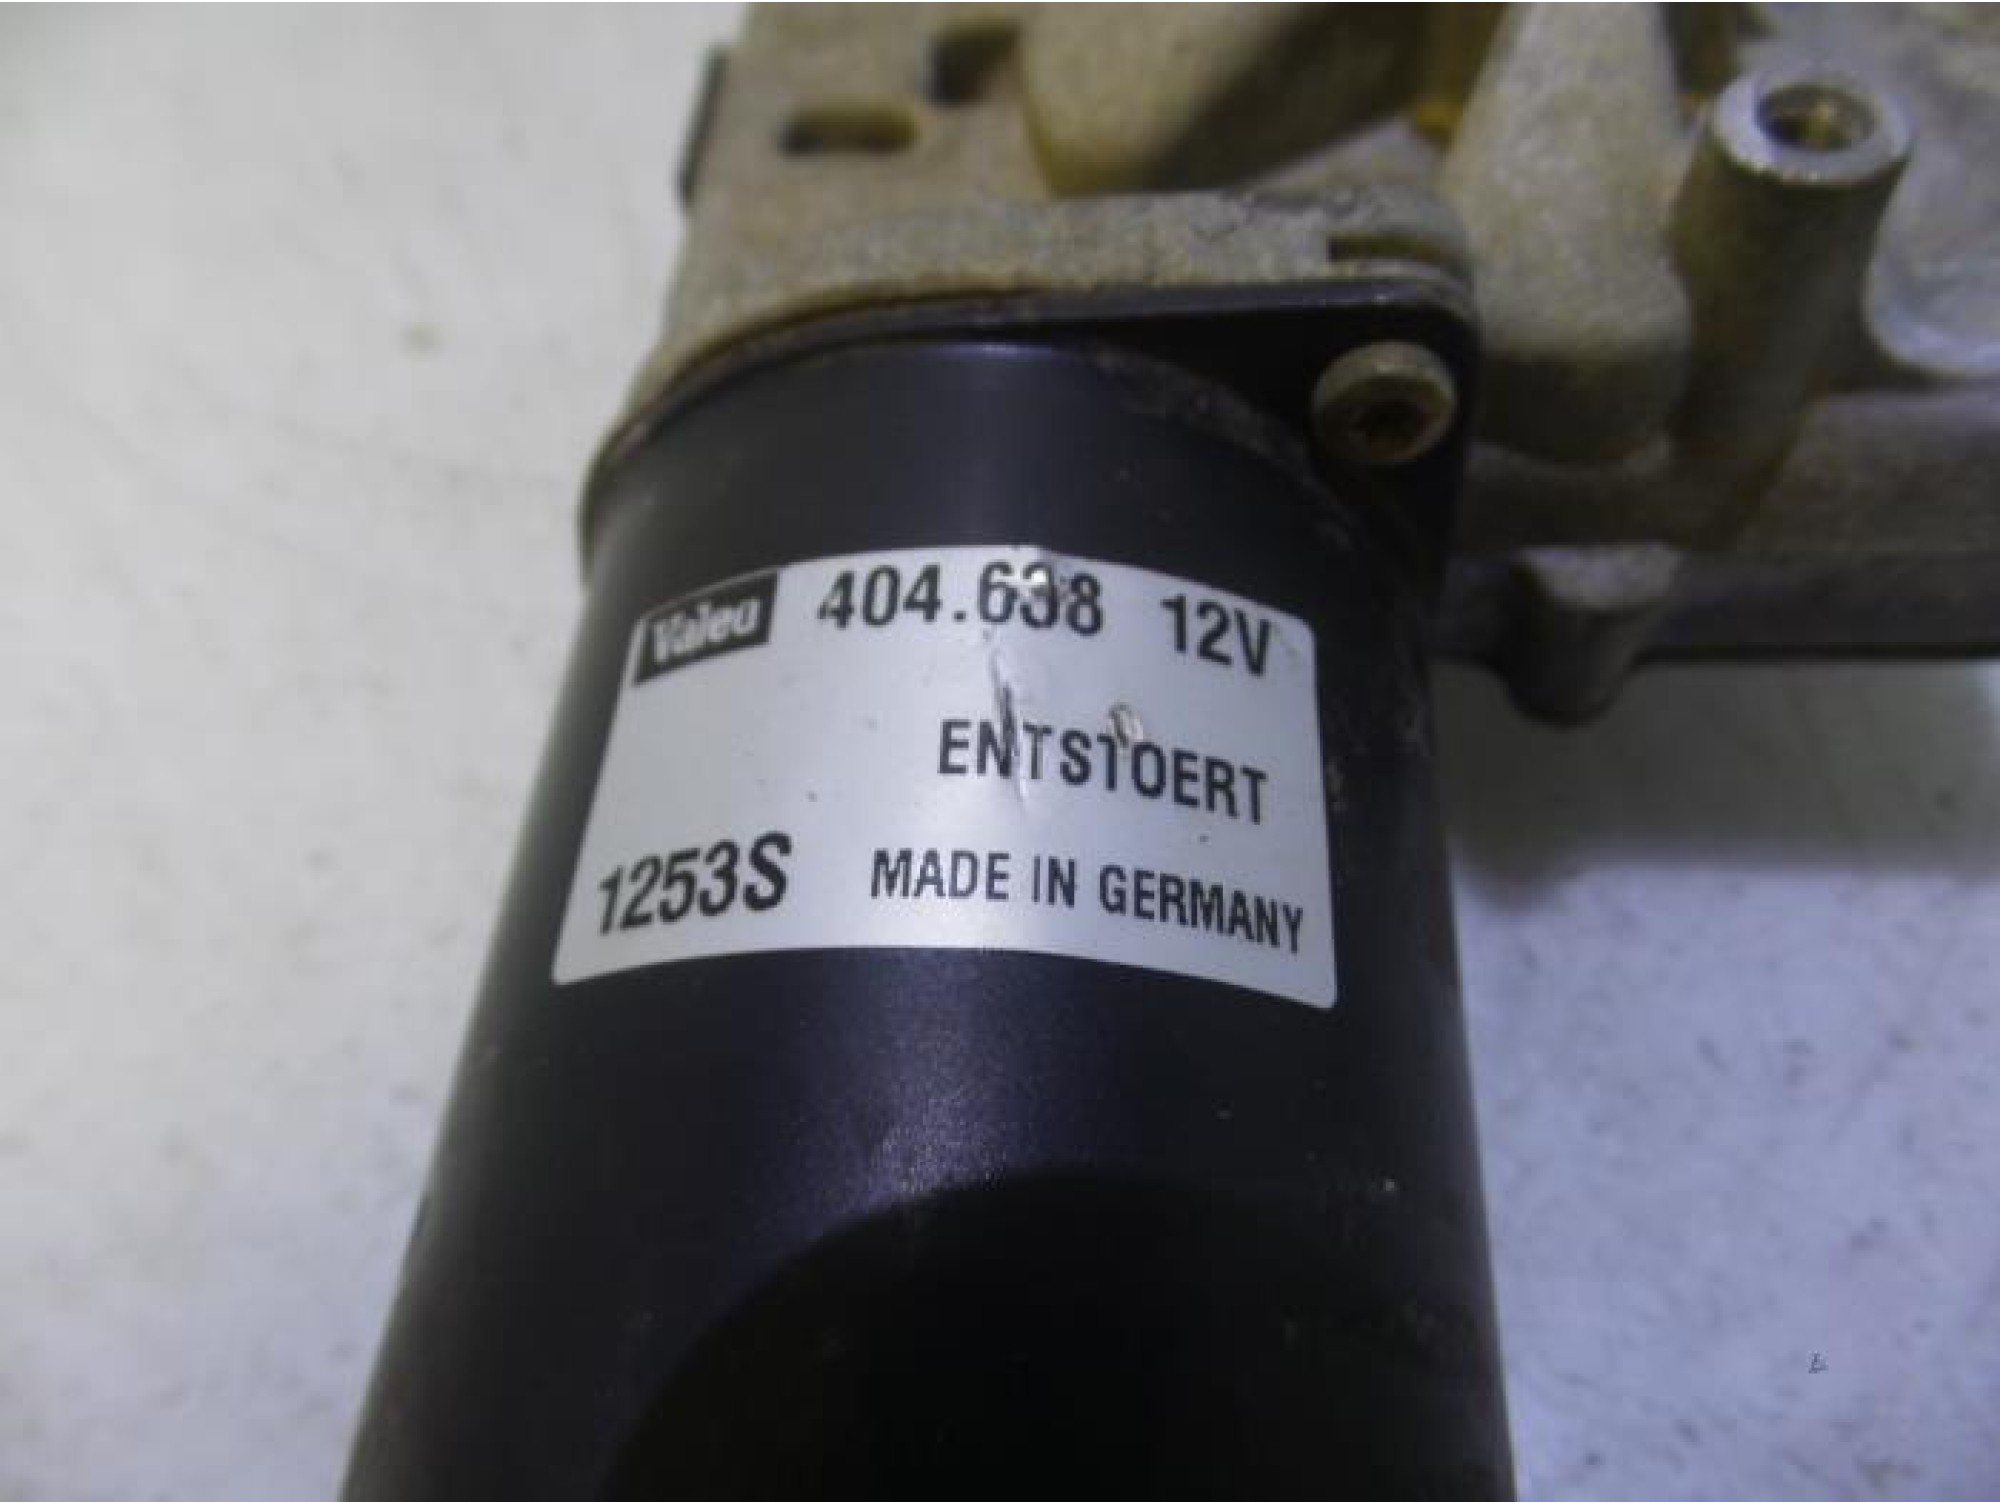 Valeo 404.638 12V
ENTSTOERT
1253S MADE IN GERMANY